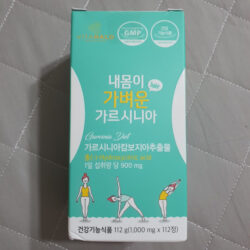 GMP
내몸이
가벼운
가르시니아
Garcinia Diet
가르시니아캄보지아추출물
1일 섭취량 당 900 mg
건강기능식품 112 g(1,000 mg x 112정)